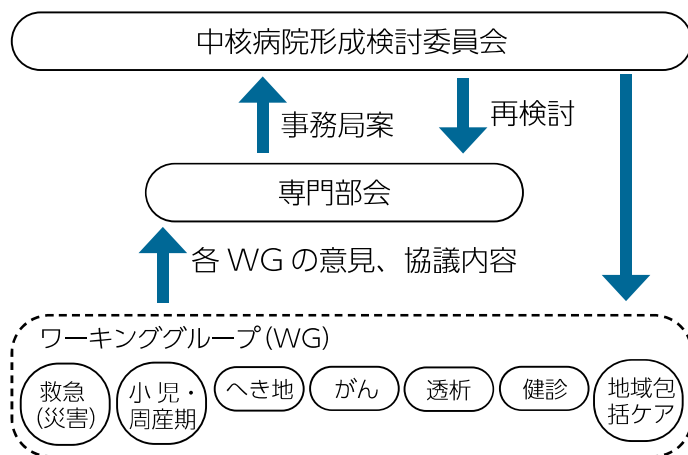 中核病院形成検討委員会
事務局案
再検討
専門部会
各 WG の意見、協議内容
ワーキンググループ(WG)
救急
(災害)
小児・
周産期
へき地
がん
透析
健診
地域包
括ケア